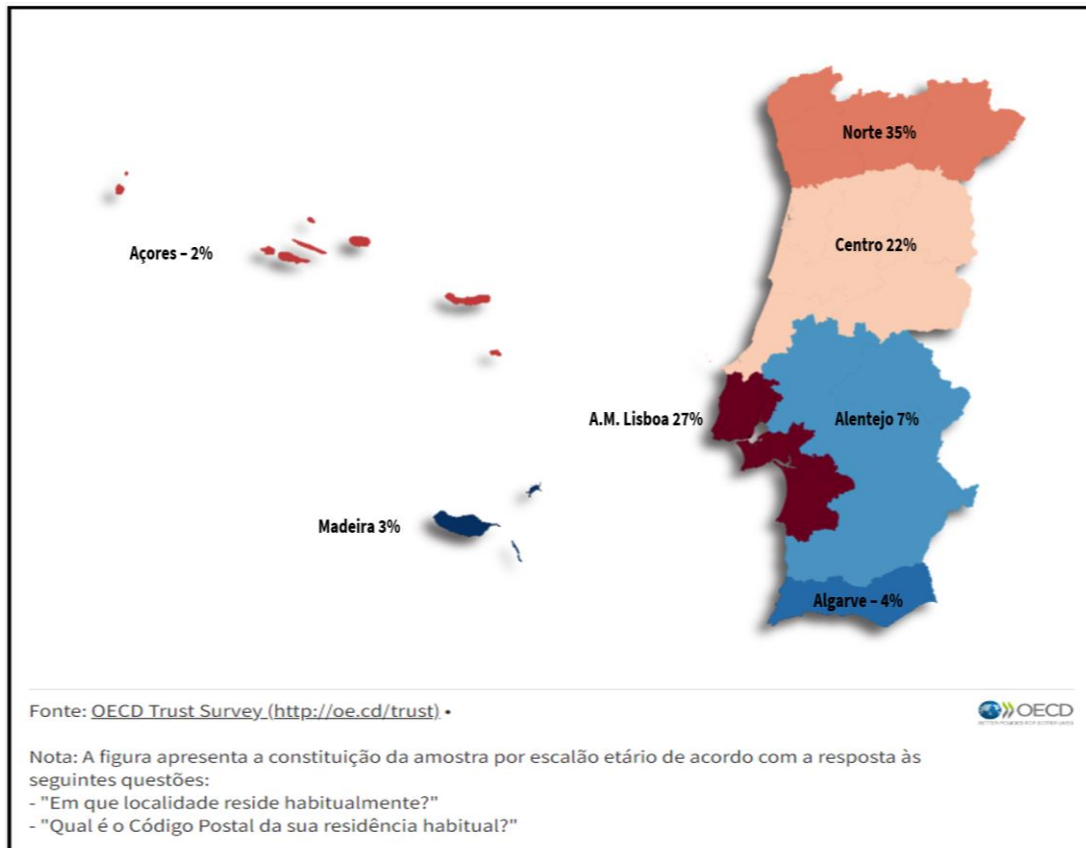 Norte 35%
Centro 22%
Açores – 2%
A.M. Lisboa 27%
Alentejo 7%
Madeira 3%
Algarve – 4%
Fonte: OECD Trust Survey (http://oe.cd/trust) •
OECD
Nota: A figura apresenta a constituição da amostra por escalão etário de acordo com a resposta às
seguintes questões:
- "Em que localidade reside habitualmente?"
- "Qual é o Código Postal da sua residência habitual?"